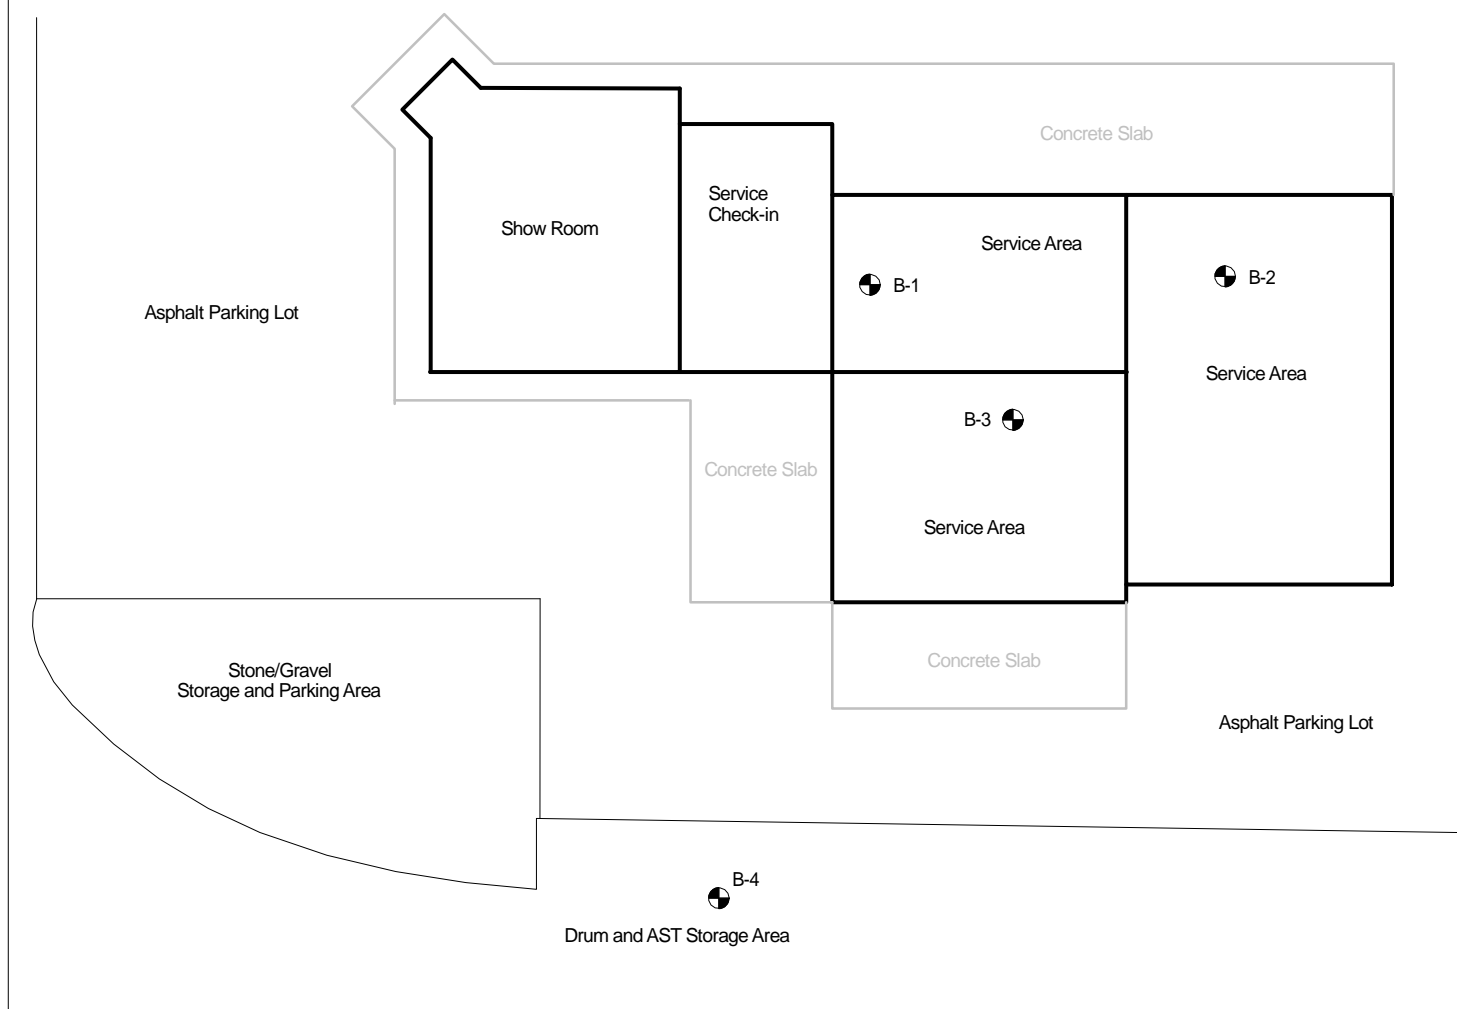 Concrete Slab
Service
Check-in
Show Room
Service Area
B-1
B-2
Asphalt Parking Lot
Service Area
B-3
Concrete Slab
Service Area
Stone/Gravel
Storage and Parking Area
Concrete Slab
Asphalt Parking Lot
B-4
Drum and AST Storage Area